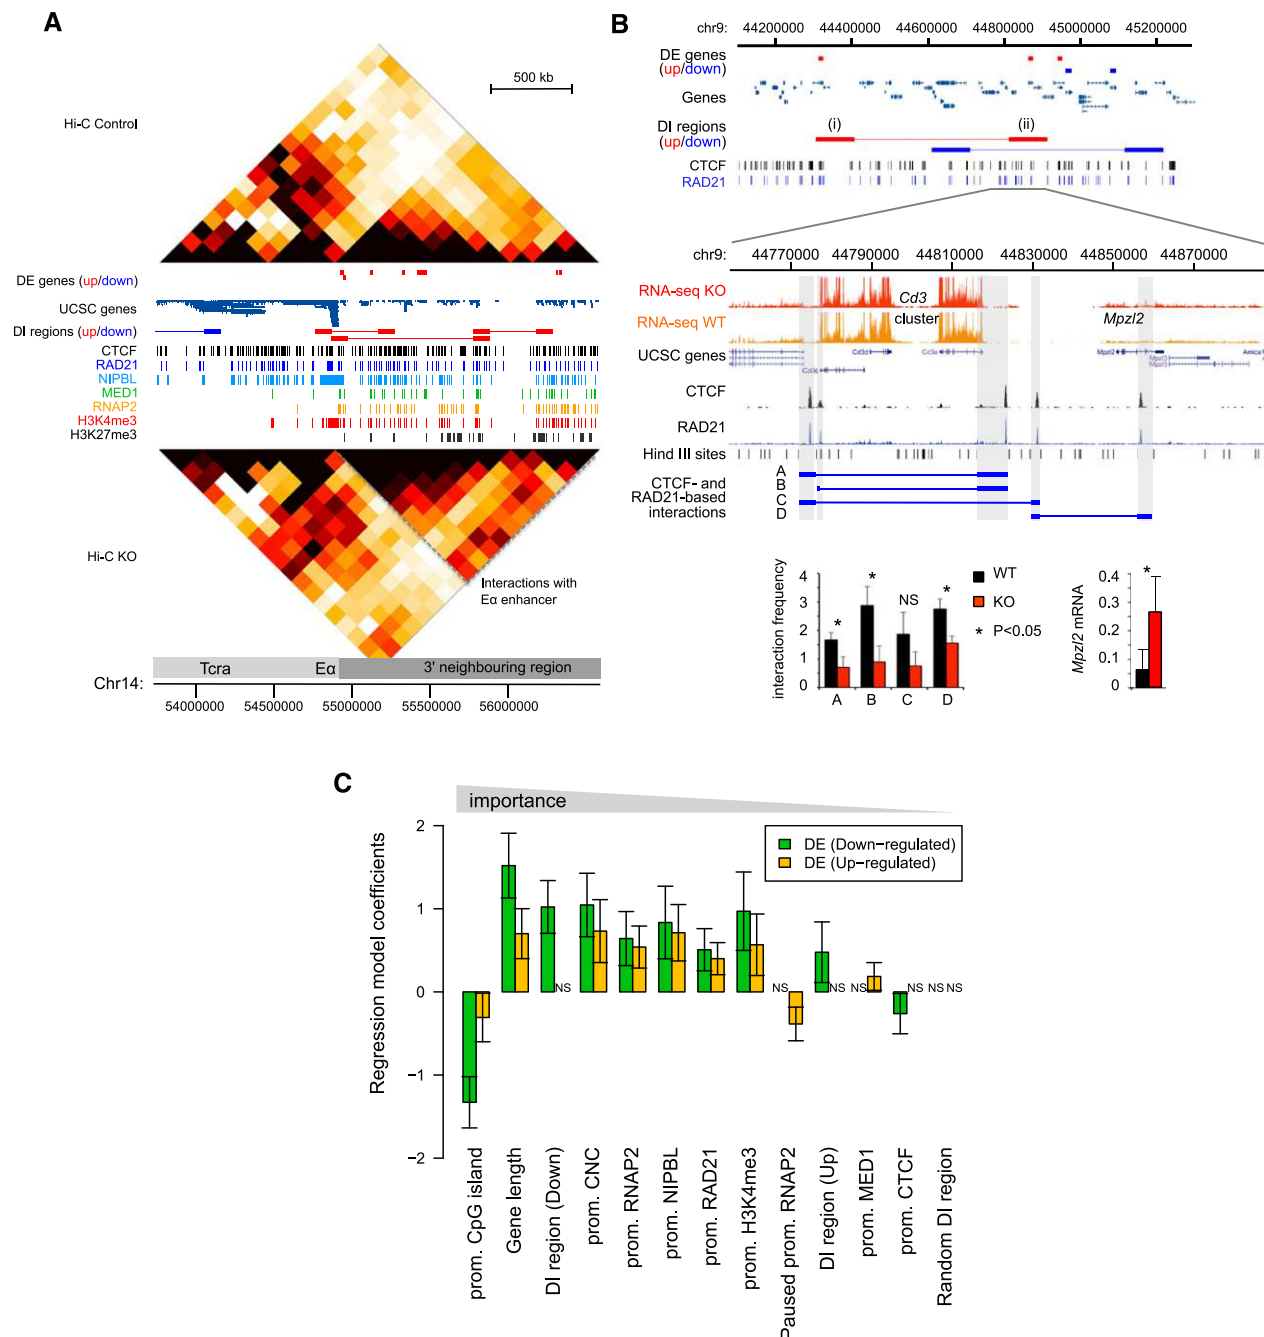 A
500 kb
Hi-C Control
DE genes (up/down)
UCSC genes
DI regions (up/down)
CTCF
RAD21
NIPBL
MED1
RNAP2
H3K4me3
H3K27me3
Hi-C KO
Interactions with
Eα enhancer
Tcra Eα 3' neighbouring region
Chr14:
54000000 54500000 55000000 55500000 56000000
B
chr9: 44200000 44400000 44600000 44800000 45000000 45200000
DE genes
(up/down)
Genes
DI regions
(up/down)
(i) (ii)
CTCF
RAD21
chr9: 44770000 44790000 44810000 44830000 44850000 44870000
RNA-seq KO
Cd3
cluster
Mpzl2
RNA-seq WT
UCSC genes
Cd3d Cd3e Mpzl2 Mpzl3 Amica1
Cd3g
CTCF
RAD21
Hind III sites
CTCF- and
RAD21-based
interactions
A
B
C
D
interaction frequency
4
3
2
1
0
* * NS *
A B C D
WT
KO
* P<0.05
Mpzl2 mRNA
0.4
0.3
0.2
0.1
0
*
C
importance
Regression model coefficients
2
1
0
−1
−2
DE (Down−regulated)
DE (Up−regulated)
NS NS NS NS NS NS NS
prom. CpG island
Gene length
DI region (Down)
prom. CNC
prom. RNAP2
prom. NIPBL
prom. RAD21
prom. H3K4me3
Paused prom. RNAP2
DI region (Up)
prom. MED1
prom. CTCF
Random DI region